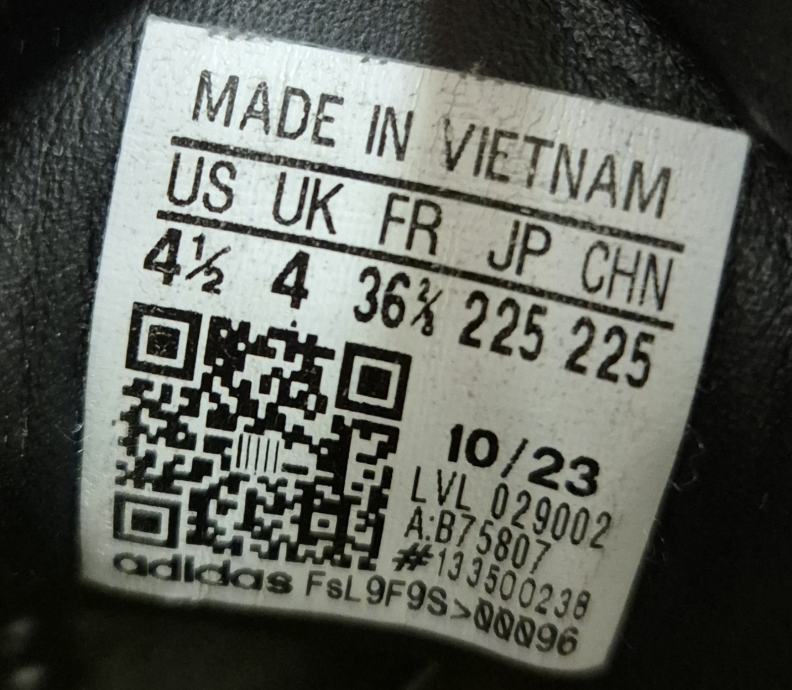 MADE IN VIETNAM
US UK FR JP CHN
4½ 4 36⅔ 225 225
10/23
LVL 029002
A:B75807
#133500238
adidas FsL9F9S>00096